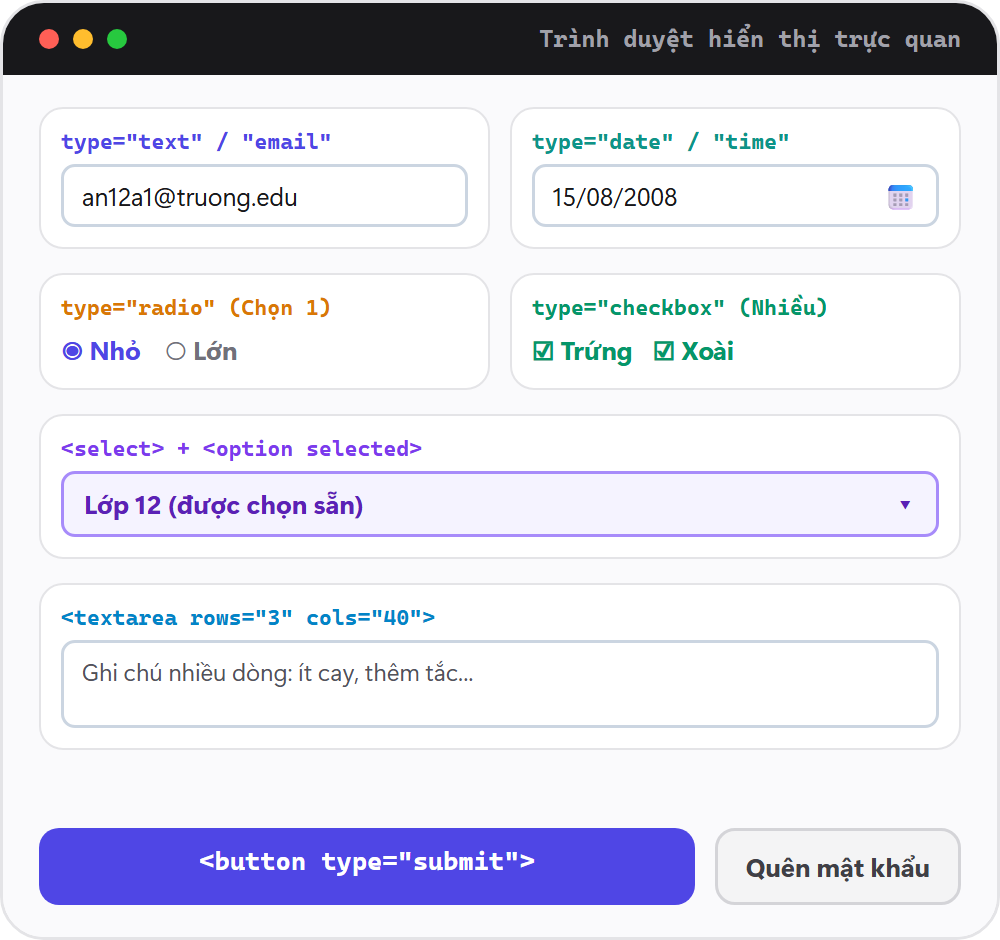 Trình duyệt hiển thị trực quan
type="text" / "email"
an12a1@truong.edu
type="date" / "time"
15/08/2008
type="radio" (Chọn 1)
Nhỏ Lớn
type="checkbox" (Nhiều)
Trứng Xoài
<select> + <option selected>
Lớp 12 (được chọn sẵn)
<textarea rows="3" cols="40">
Ghi chú nhiều dòng: ít cay, thêm tắc...
<button type="submit">
Quên mật khẩu